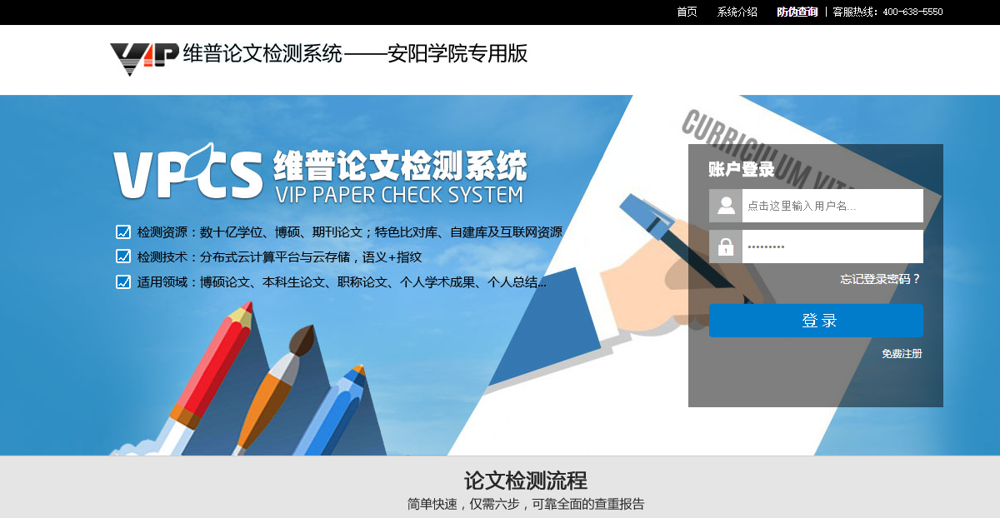 首页 系统介绍 防伪查询 | 客服热线：400-638-5550
VIP 维普论文检测系统——安阳学院专用版
CURRICULUM VITA
VPCS 维普论文检测系统
VIP PAPER CHECK SYSTEM
检测资源：数十亿学位、博硕、期刊论文；特色比对库、自建库及互联网资源
检测技术：分布式云计算平台与云存储，语义+指纹
适用领域：博硕论文、本科生论文、职称论文、个人学术成果、个人总结...
账户登录
点击这里输入用户名...
•••••••••
忘记登录密码？
登 录
免费注册
论文检测流程
简单快速，仅需六步，可靠全面的查重报告